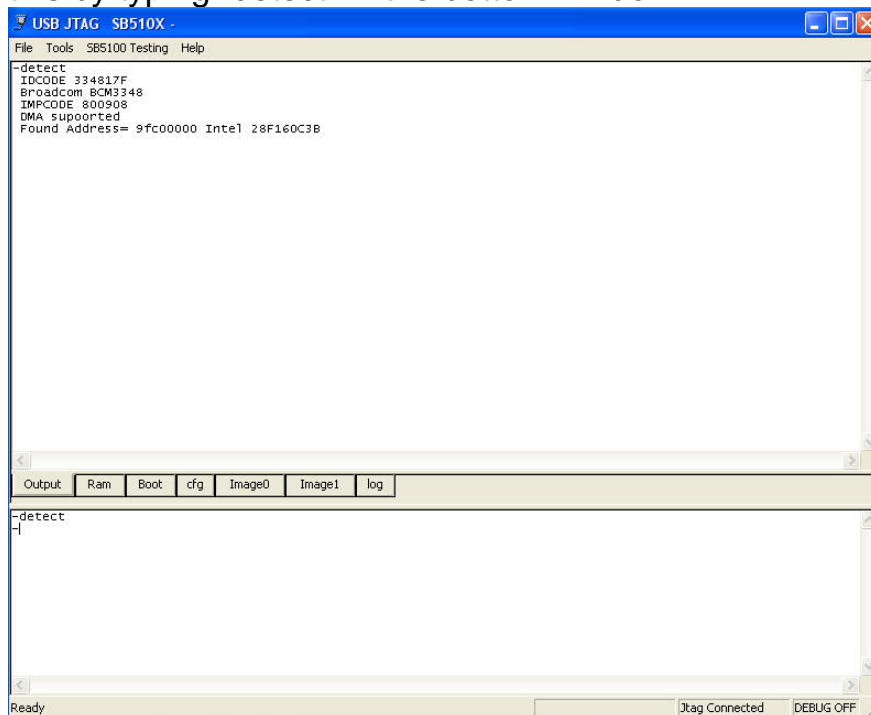 USB JTAG SB510X -
File Tools SB5100 Testing Help
-detect
IDCODE 334817F
Broadcom BCM3348
IMPCODE 800908
DMA supoorted
Found Address= 9fc00000 Intel 28F160C3B
Output Ram Boot cfg Image0 Image1 log
-detect
-
Ready Jtag Connected DEBUG OFF